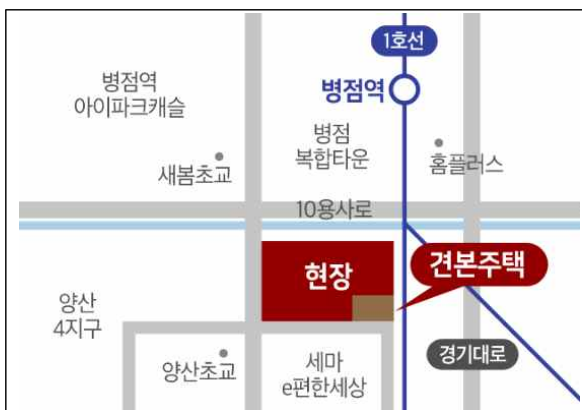 1호선
병점역
아이파크캐슬
병점역
병점
복합타운
새봄초교
홈플러스
10용사로
현장
견본주택
양산
4지구
양산초교
세마
e편한세상
경기대로